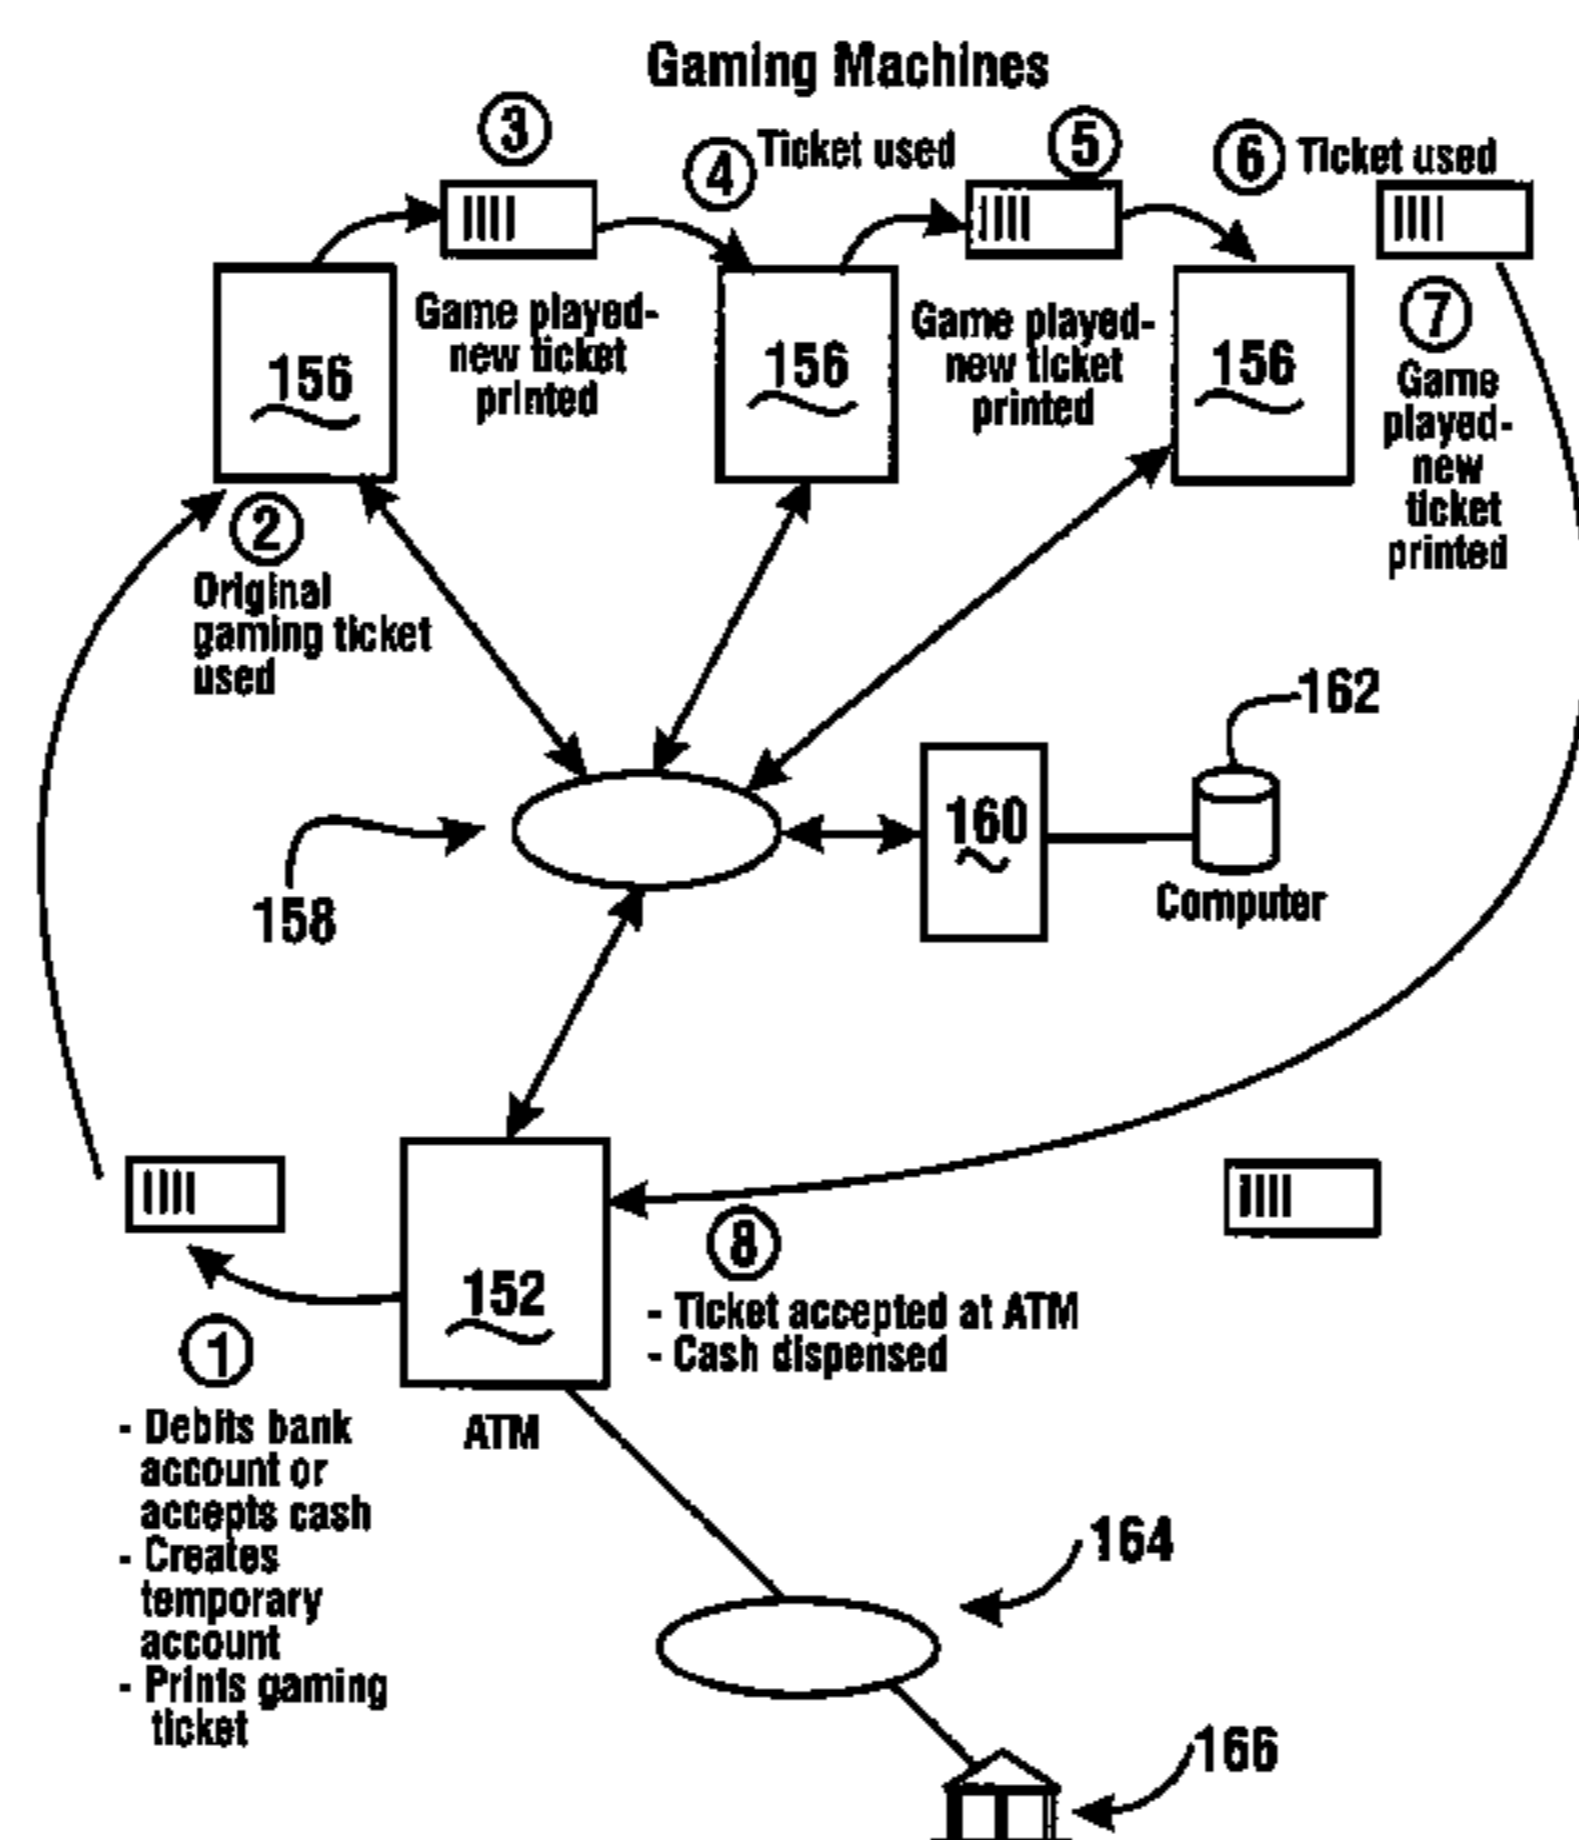 Gaming Machines
3
4
Ticket used
5
6
Ticket used
156
Game played-
new ticket
printed
156
Game played-
new ticket
printed
156
7
Game
played-
new
ticket
printed
2
Original
gaming ticket
used
162
160
Computer
158
152
ATM
8
- Ticket accepted at ATM
- Cash dispensed
1
- Debits bank
account or
accepts cash
- Creates
temporary
account
- Prints gaming
ticket
164
166